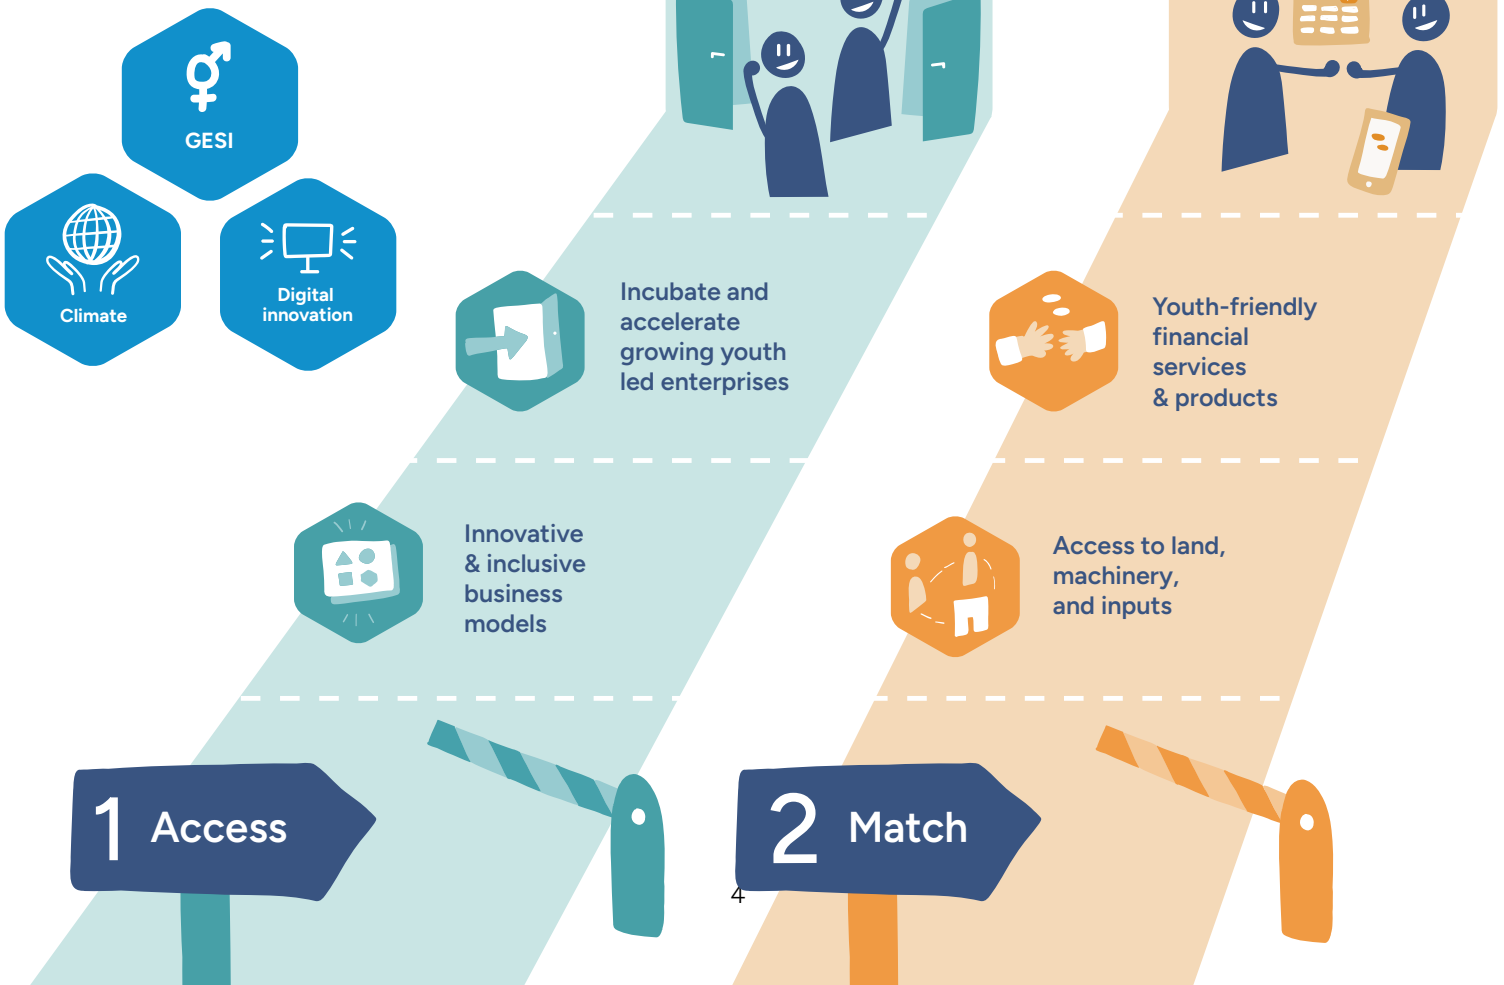 GESI
Climate
Digital
innovation
Incubate and
accelerate
growing youth
led enterprises
Innovative
& inclusive
business
models
1 Access
Youth-friendly
financial
services
& products
Access to land,
machinery,
and inputs
2 Match
4